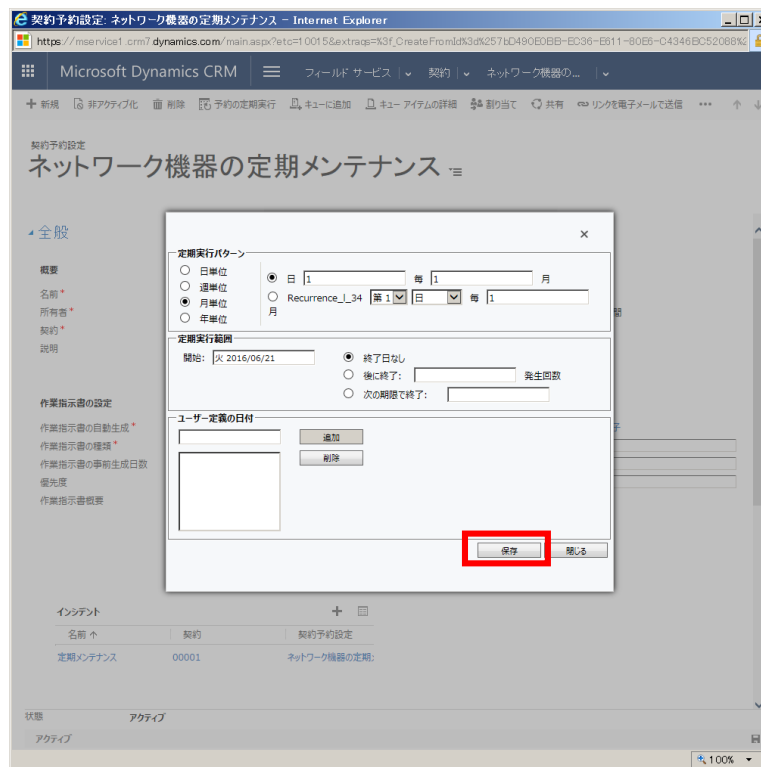 契約予約設定: ネットワーク機器の定期メンテナンス - Internet Explorer
https://mservice1.crm7.dynamics.com/main.aspx?etc=10015&extraqs=%3f_CreateFromId%3d%257bD490E0BB-EC36-E611-80E6-C4346BC52088%2
Microsoft Dynamics CRM フィールド サービス 契約 ネットワーク機器の...
新規 非アクティブ化 削除 予約の定期実行 キューに追加 キュー アイテムの詳細 割り当て 共有 リンクを電子メールで送信 •••
契約予約設定
ネットワーク機器の定期メンテナンス
全般
定期実行パターン
日単位
週単位
月単位
年単位
日 1 毎 1 月
Recurrence_l_34 第 1 日 毎 1
月
定期実行範囲
開始: 火 2016/06/21
終了日なし
後に終了: 発生回数
次の期限で終了:
ユーザー定義の日付
追加
削除
保存 閉じる
概要
名前*
所有者*
契約*
説明
作業指示書の設定
作業指示書の自動生成*
作業指示書の種類*
作業指示書の事前生成日数
優先度
作業指示書概要
インシデント
名前 契約 契約予約設定
定期メンテナンス 00001 ネットワーク機器の定期
状態 アクティブ
アクティブ
100%